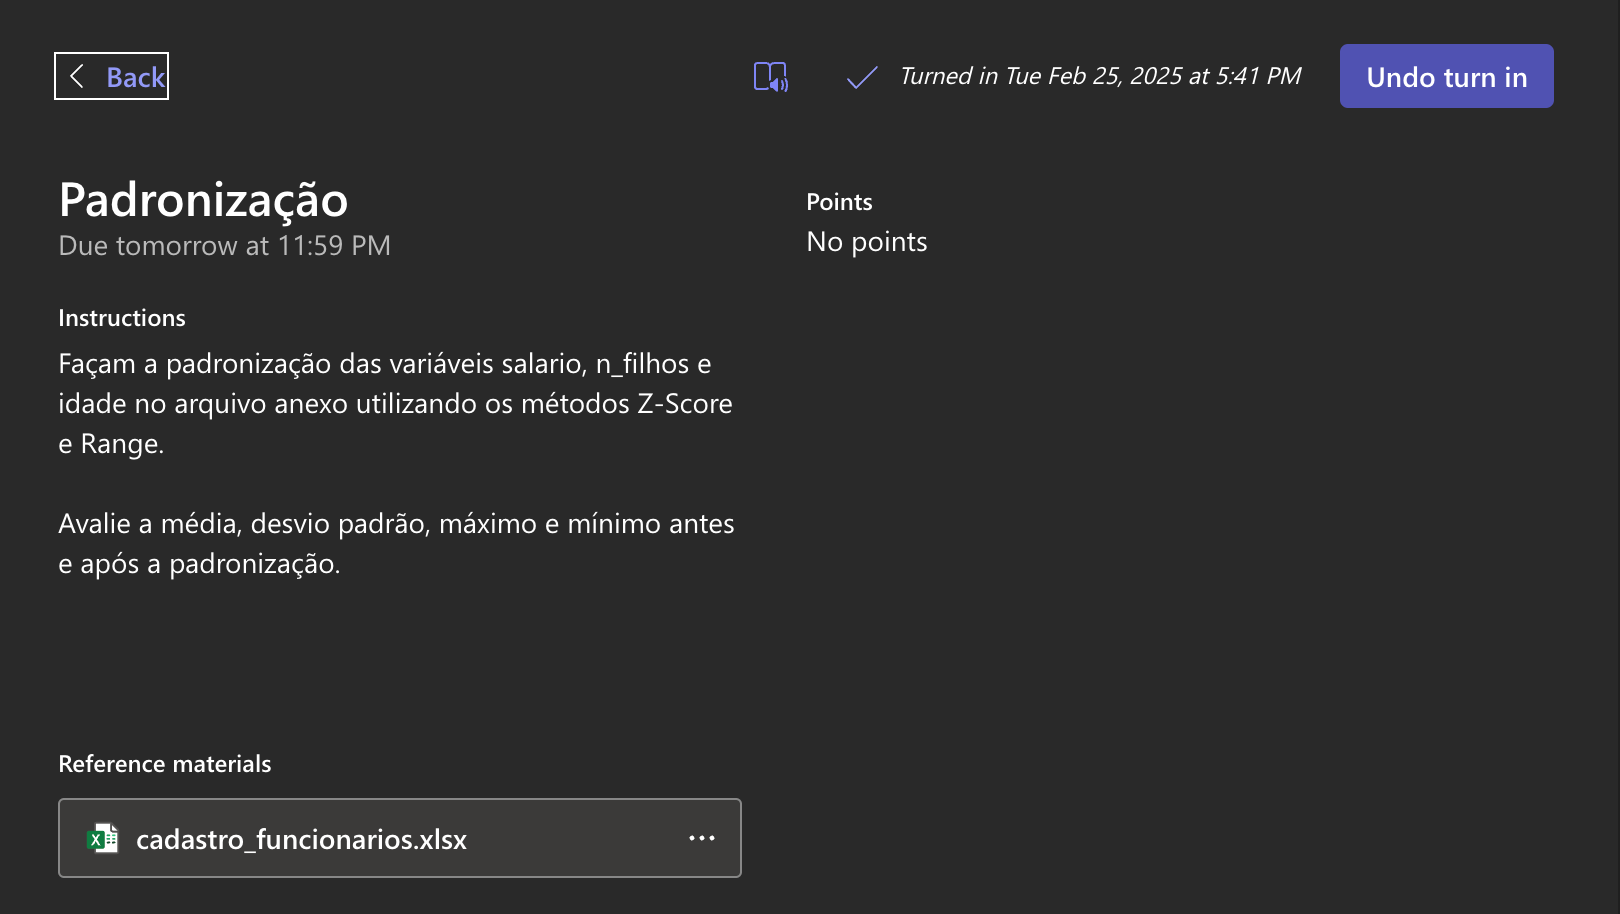 Back
Turned in Tue Feb 25, 2025 at 5:41 PM
Undo turn in
Padronização
Due tomorrow at 11:59 PM
Points
No points
Instructions
Façam a padronização das variáveis salario, n_filhos e
idade no arquivo anexo utilizando os métodos Z-Score
e Range.
Avalie a média, desvio padrão, máximo e mínimo antes
e após a padronização.
Reference materials
cadastro_funcionarios.xlsx